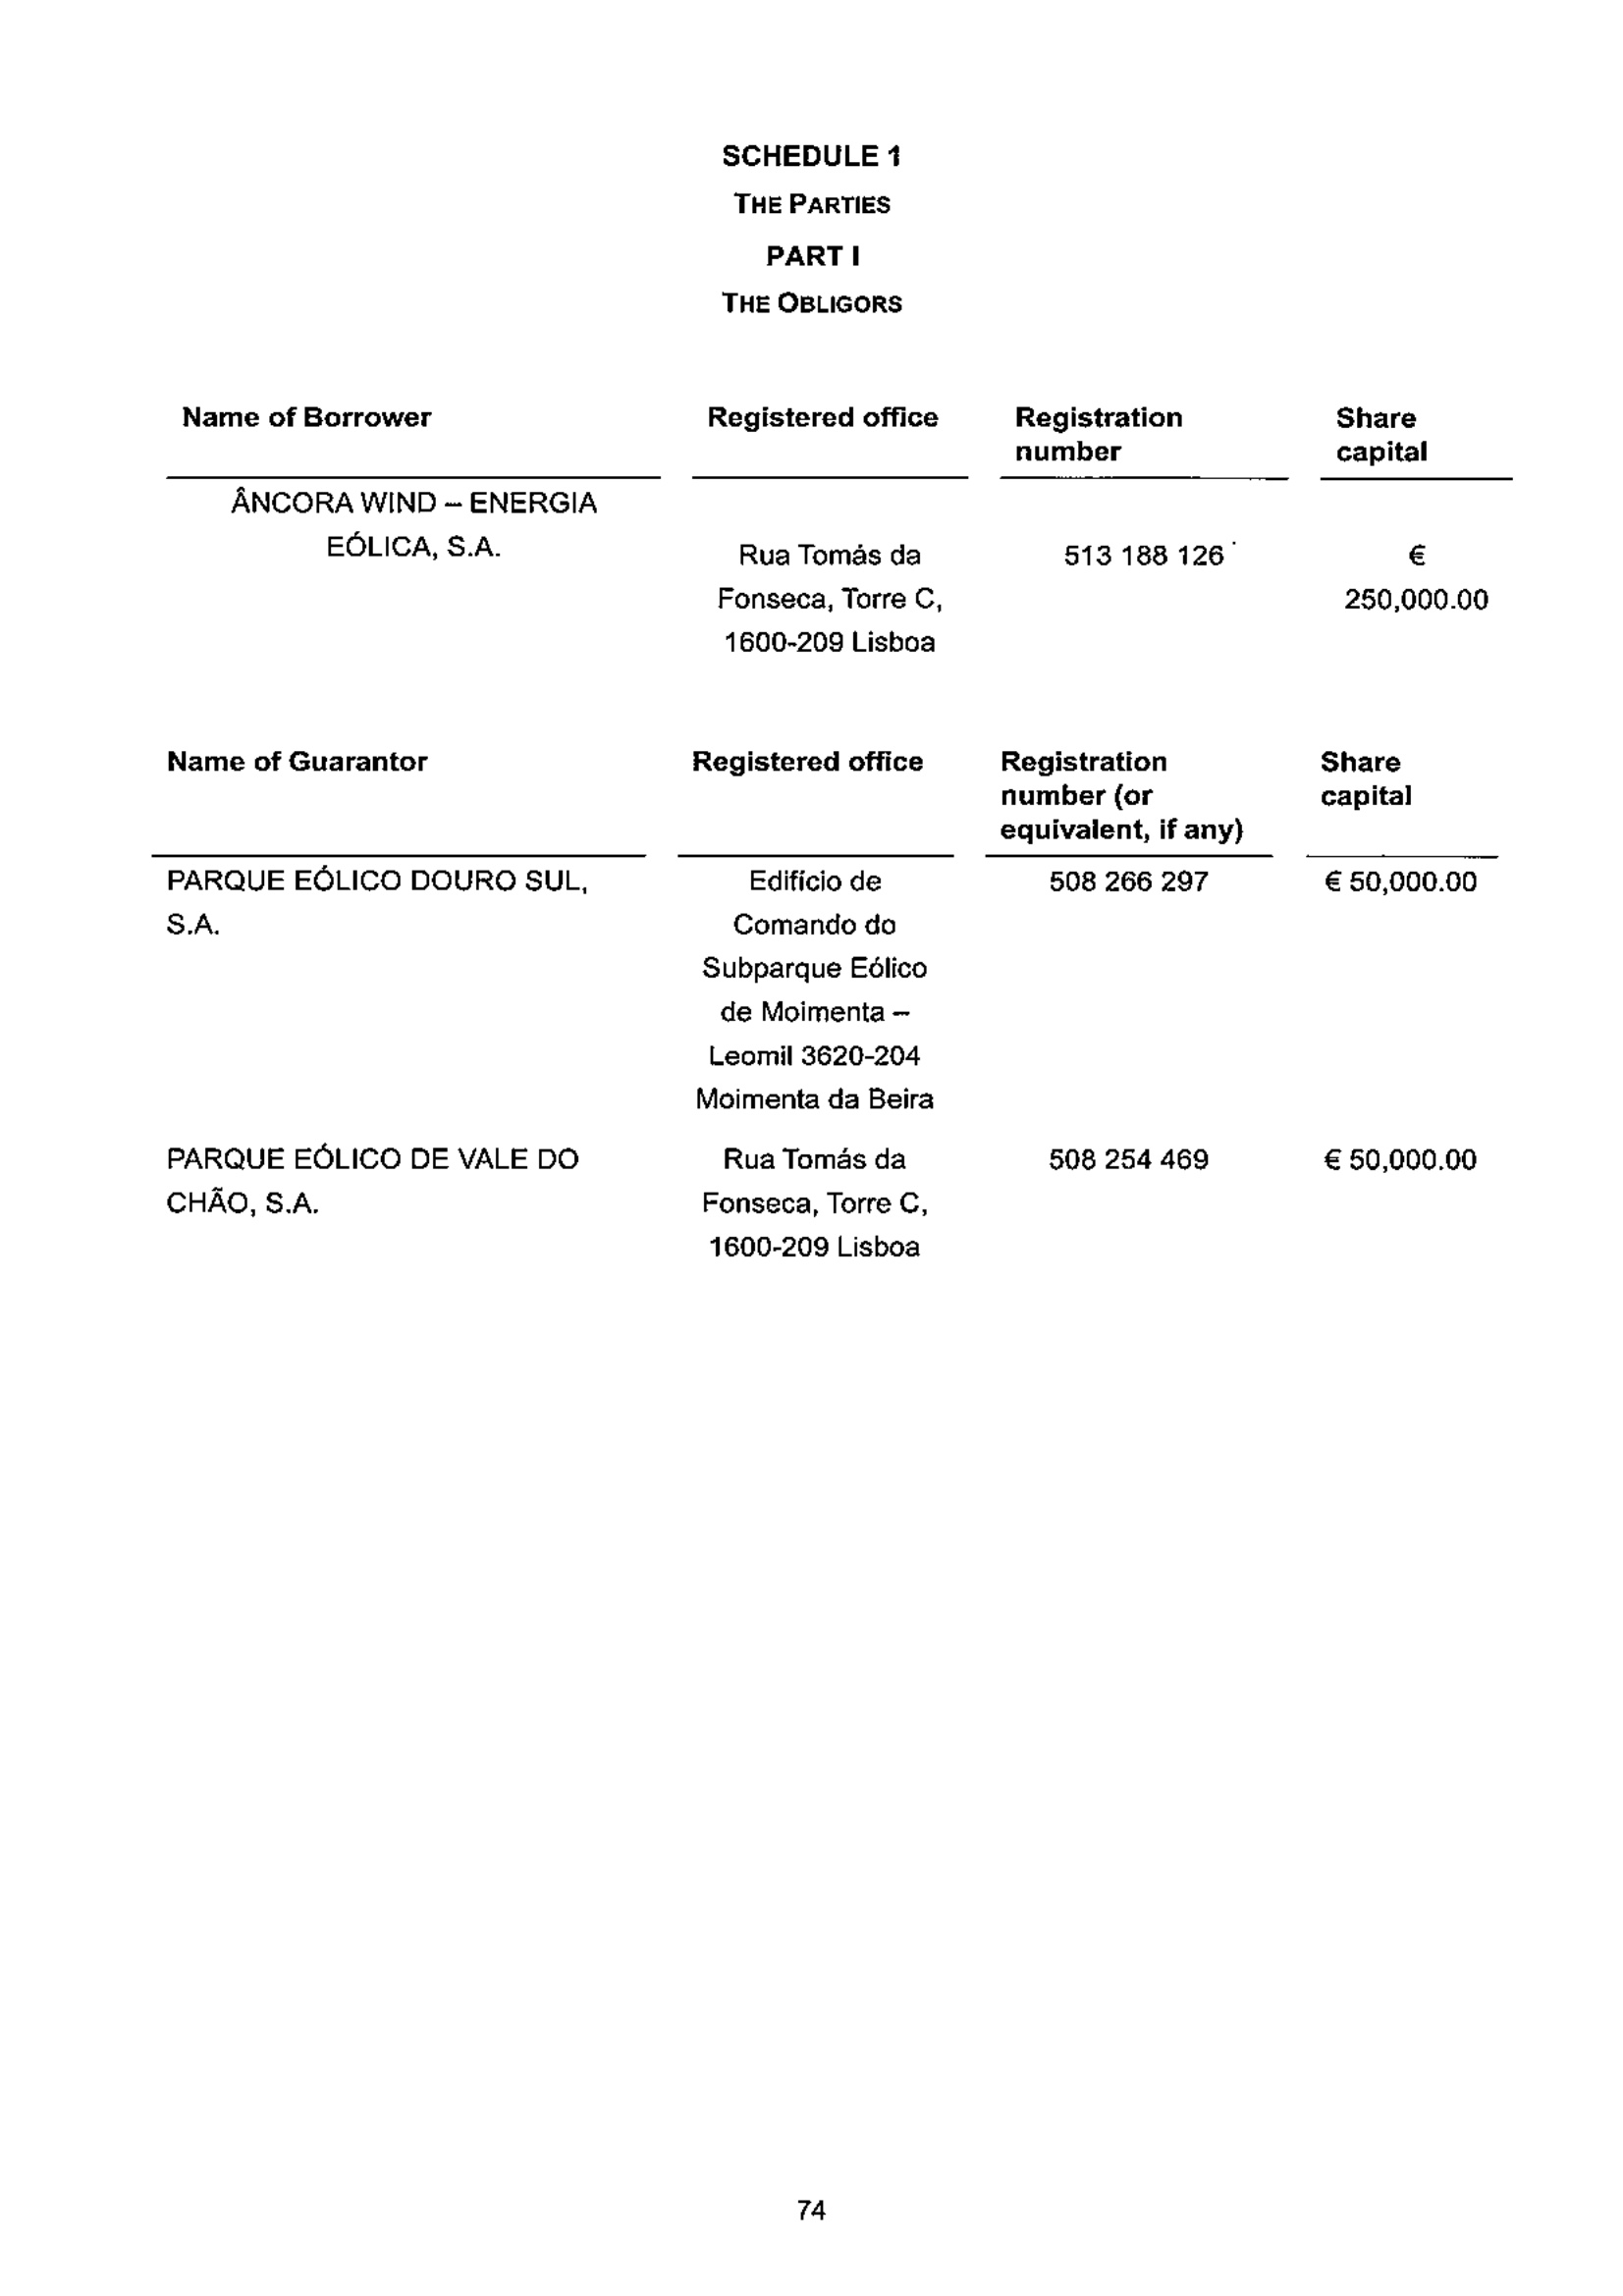 SCHEDULE 1
THE PARTIES
PART I
THE OBLIGORS
Name of Borrower Registered office Registration number Share capital
ÂNCORA WIND – ENERGIA
EÓLICA, S.A.
Rua Tomás da 513 188 126 €
Fonseca, Torre C, 250,000.00
1600-209 Lisboa
Name of Guarantor Registered office Registration number (or equivalent, if any) Share capital
PARQUE EÓLICO DOURO SUL, Edifício de 508 266 297 € 50,000.00
S.A. Comando do
Subparque Eólico
de Moimenta –
Leomil 3620-204
Moimenta da Beira
PARQUE EÓLICO DE VALE DO Rua Tomás da 508 254 469 € 50,000.00
CHÃO, S.A. Fonseca, Torre C,
1600-209 Lisboa
74